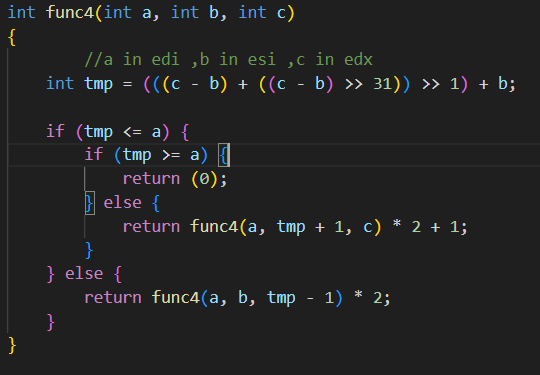 int func4(int a, int b, int c)
{
//a in edi ,b in esi ,c in edx
int tmp = (((c - b) + ((c - b) >> 31)) >> 1) + b;
if (tmp <= a) {
if (tmp >= a) {
return (0);
} else {
return func4(a, tmp + 1, c) * 2 + 1;
}
} else {
return func4(a, b, tmp - 1) * 2;
}
}